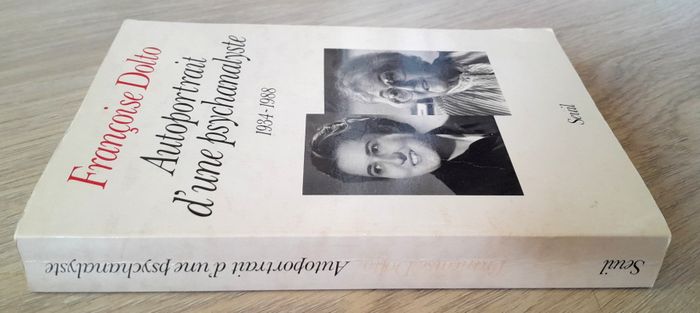 Françoise Dolto
Autoportrait
d'une psychanalyste
1934-1988
Seuil
Autoportrait d'une psychanalyste
Françoise Dolto
Seuil